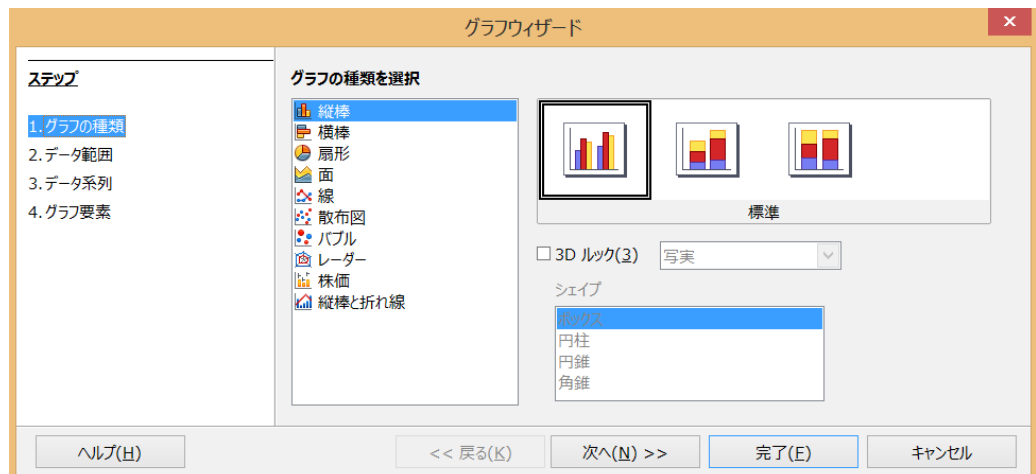 グラフウィザード
ステップ
1.グラフの種類
2.データ範囲
3.データ系列
4.グラフ要素
グラフの種類を選択
縦棒
横棒
扇形
面
線
散布図
バブル
レーダー
株価
縦棒と折れ線
標準
3D ルック(3)
写実
シェイプ
ボックス
円柱
円錐
角錐
ヘルプ(H)
<< 戻る(K)
次へ(N) >>
完了(F)
キャンセル